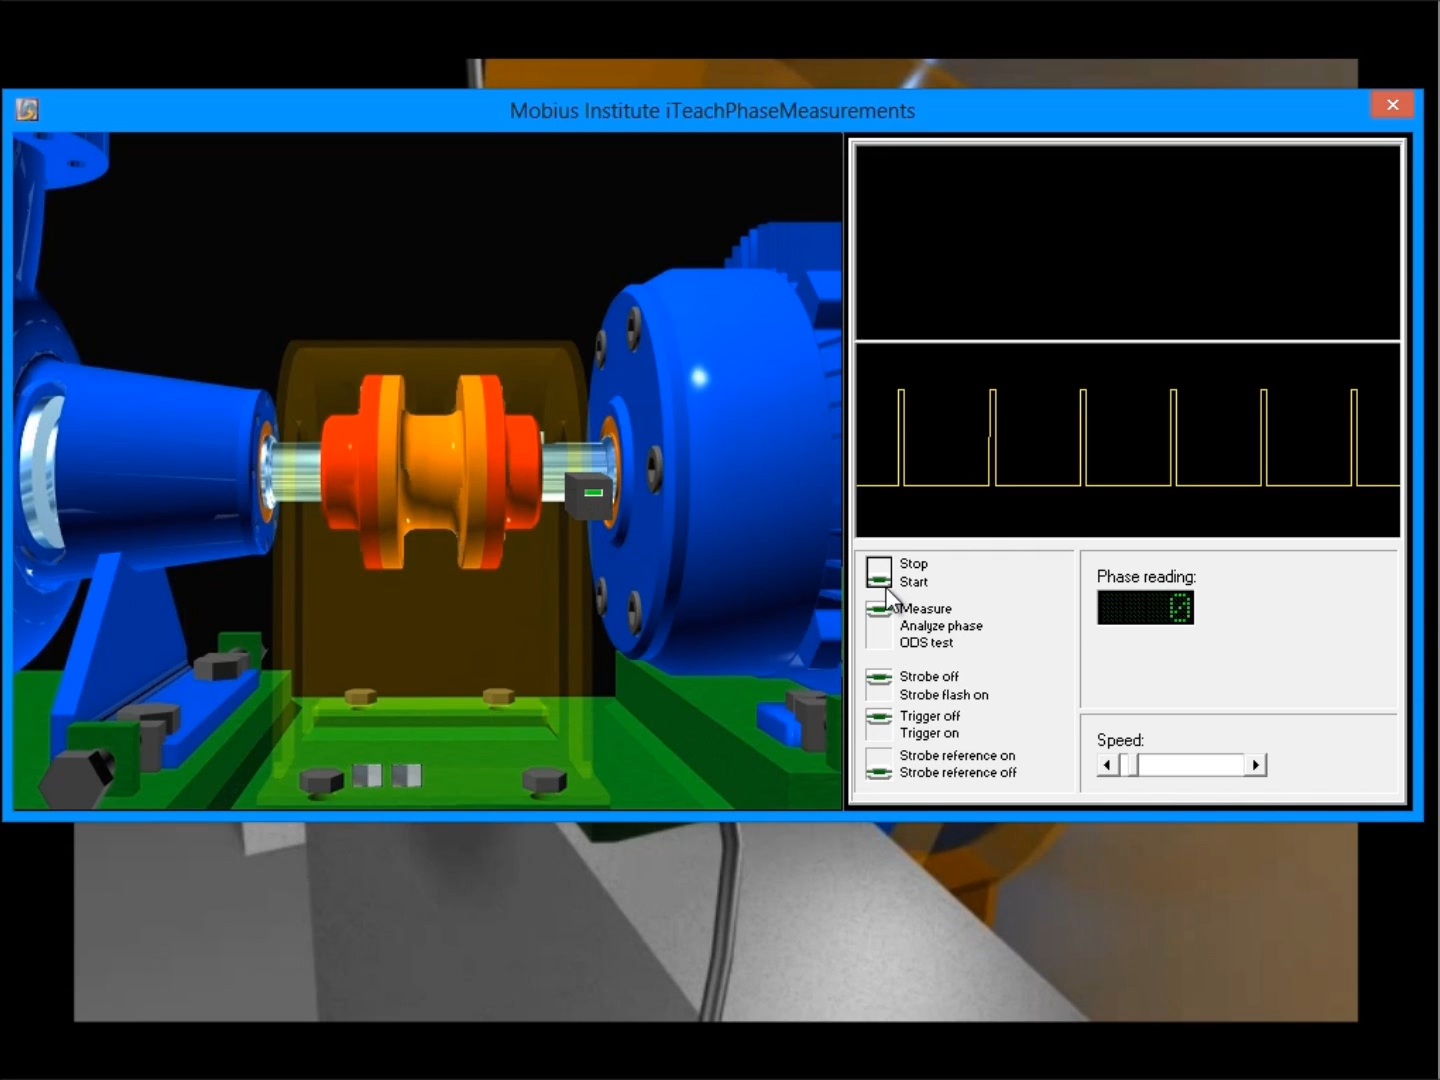 Mobius Institute iTeachPhaseMeasurements
Stop
Start
Measure
Analyze phase
ODS test
Strobe off
Strobe flash on
Trigger off
Trigger on
Strobe reference on
Strobe reference off
Phase reading:
0
Speed: